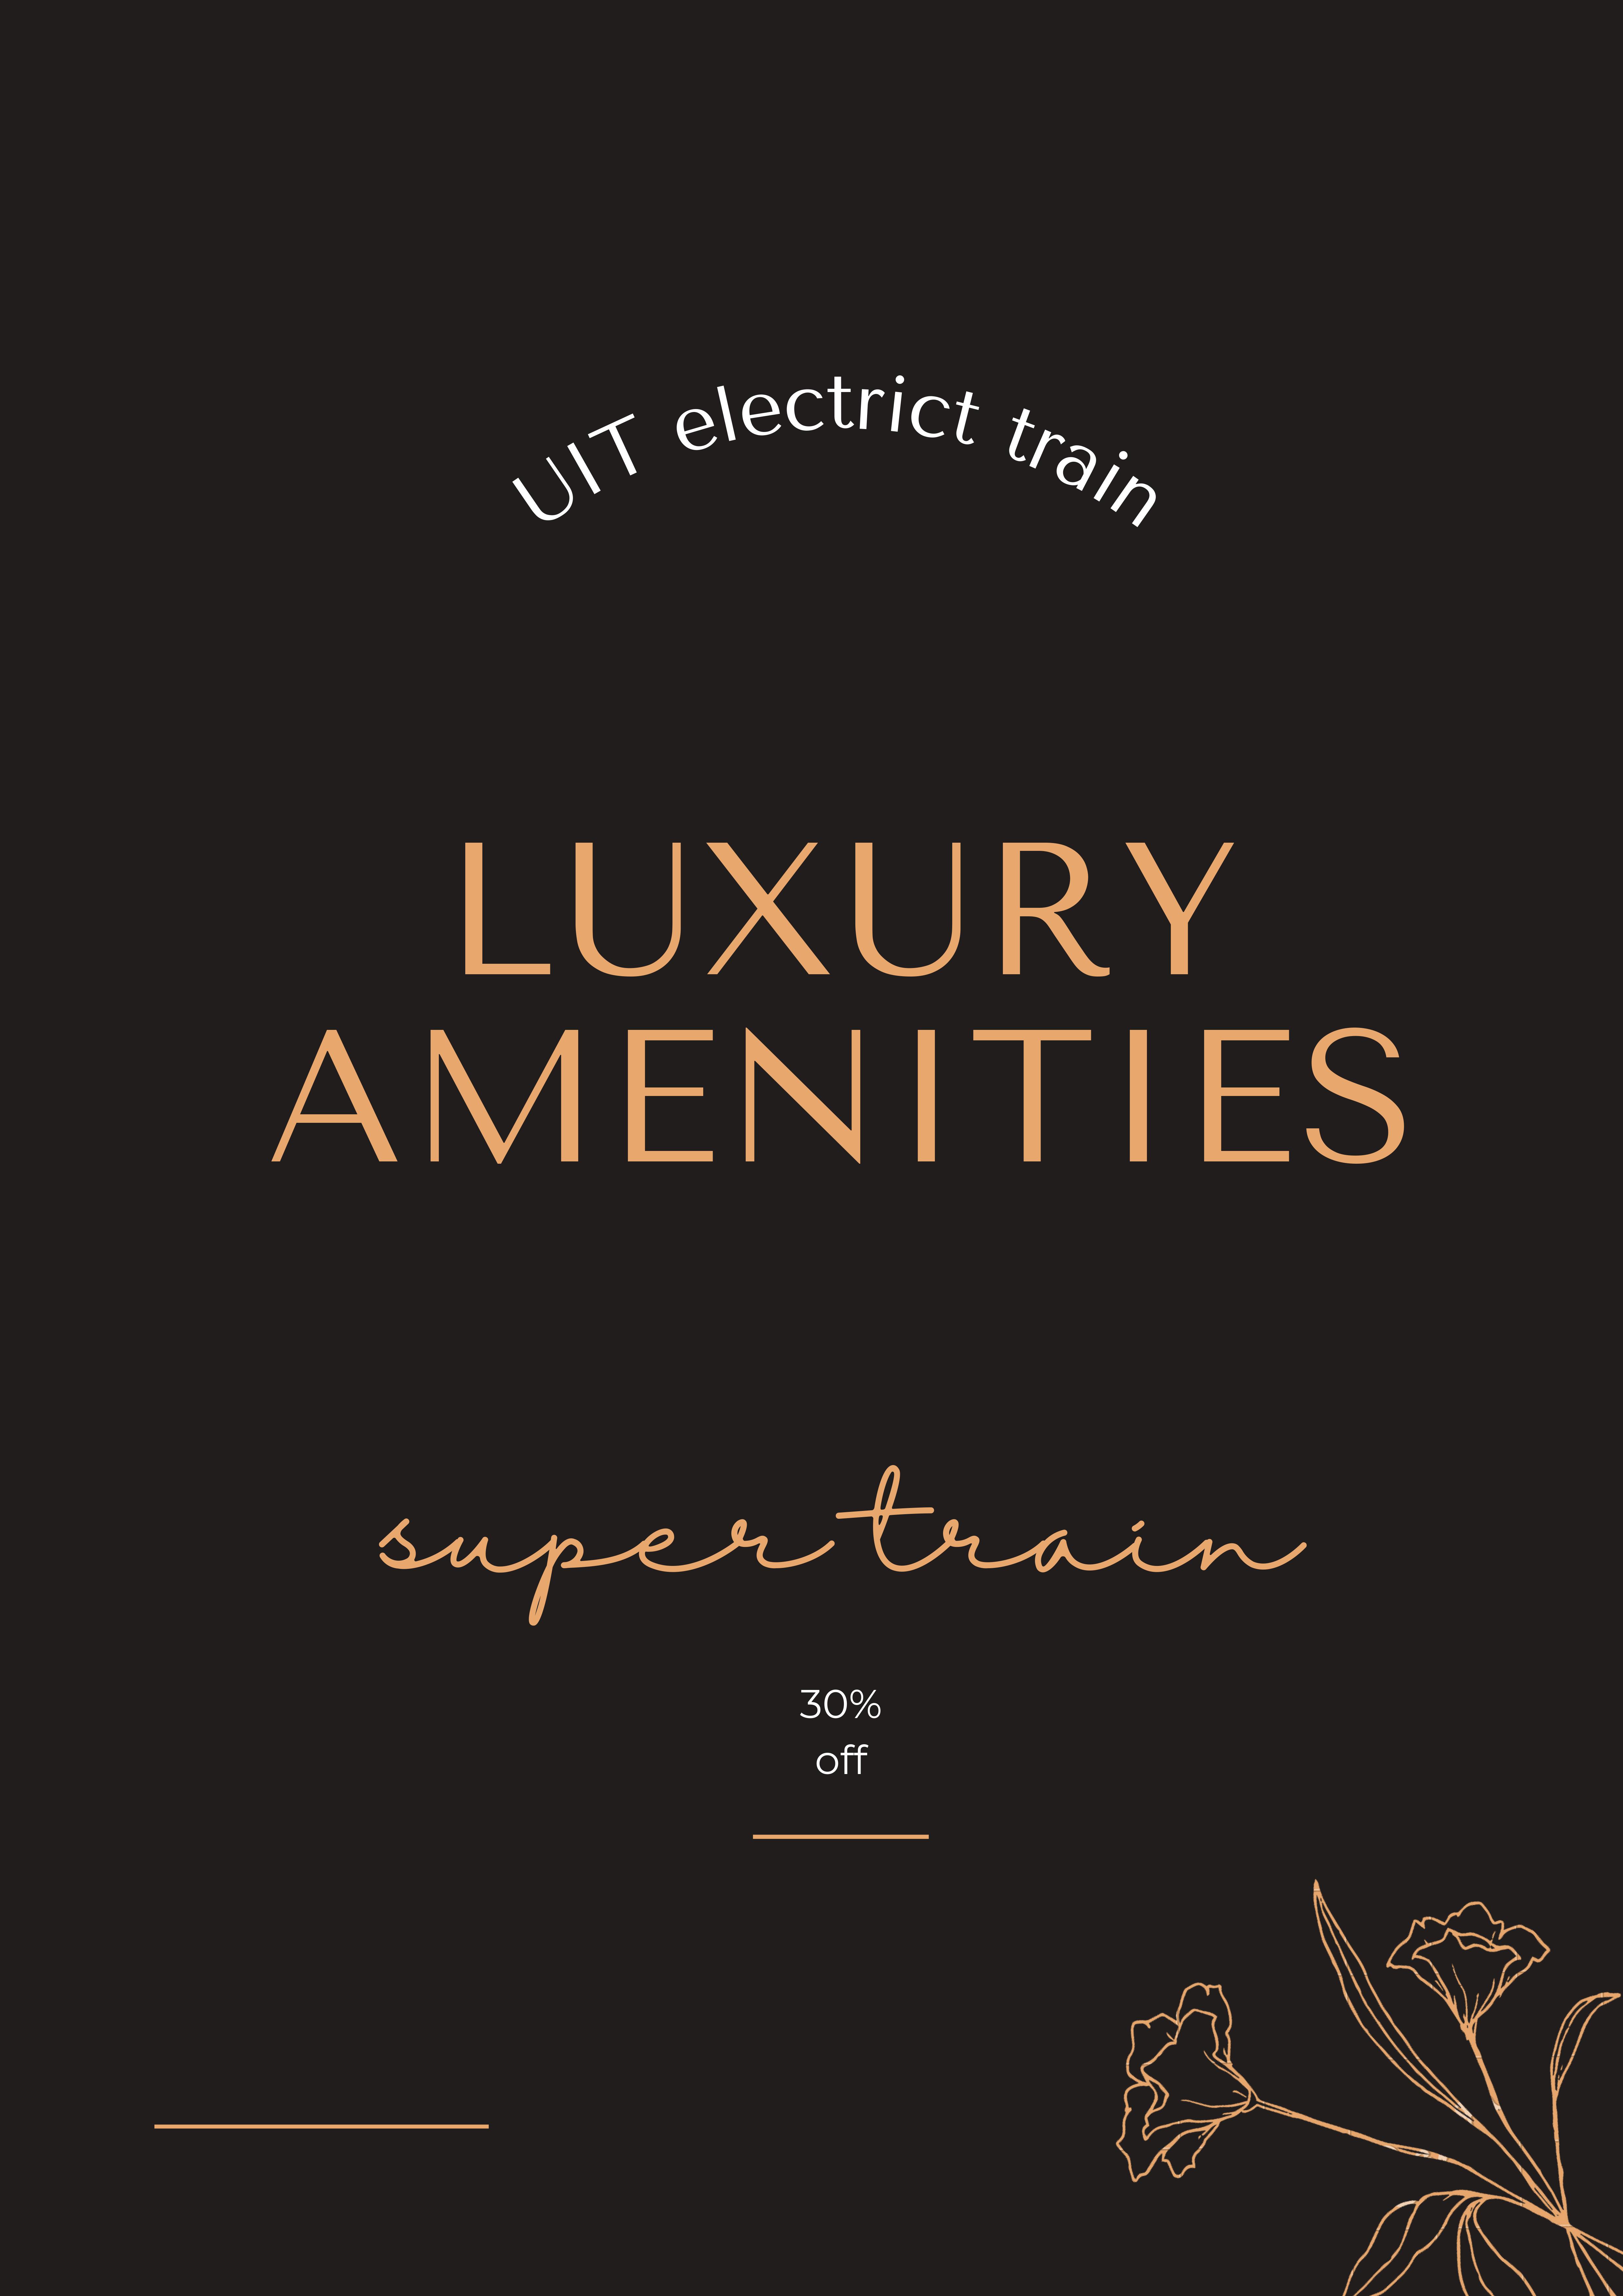 UIT electrict train
LUXURY
AMENITIES
super train
30%
off